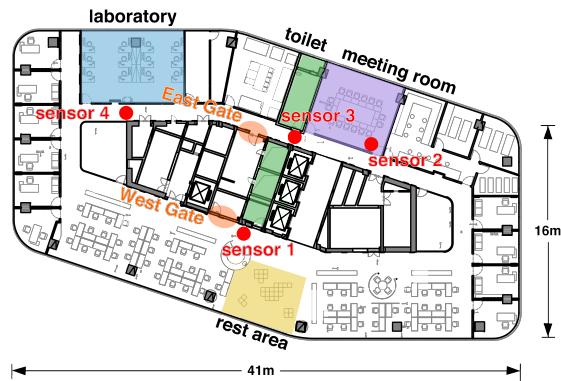 laboratory
toilet
meeting room
East Gate
sensor 4
sensor 3
sensor 2
West Gate
sensor 1
16m
rest area
41m